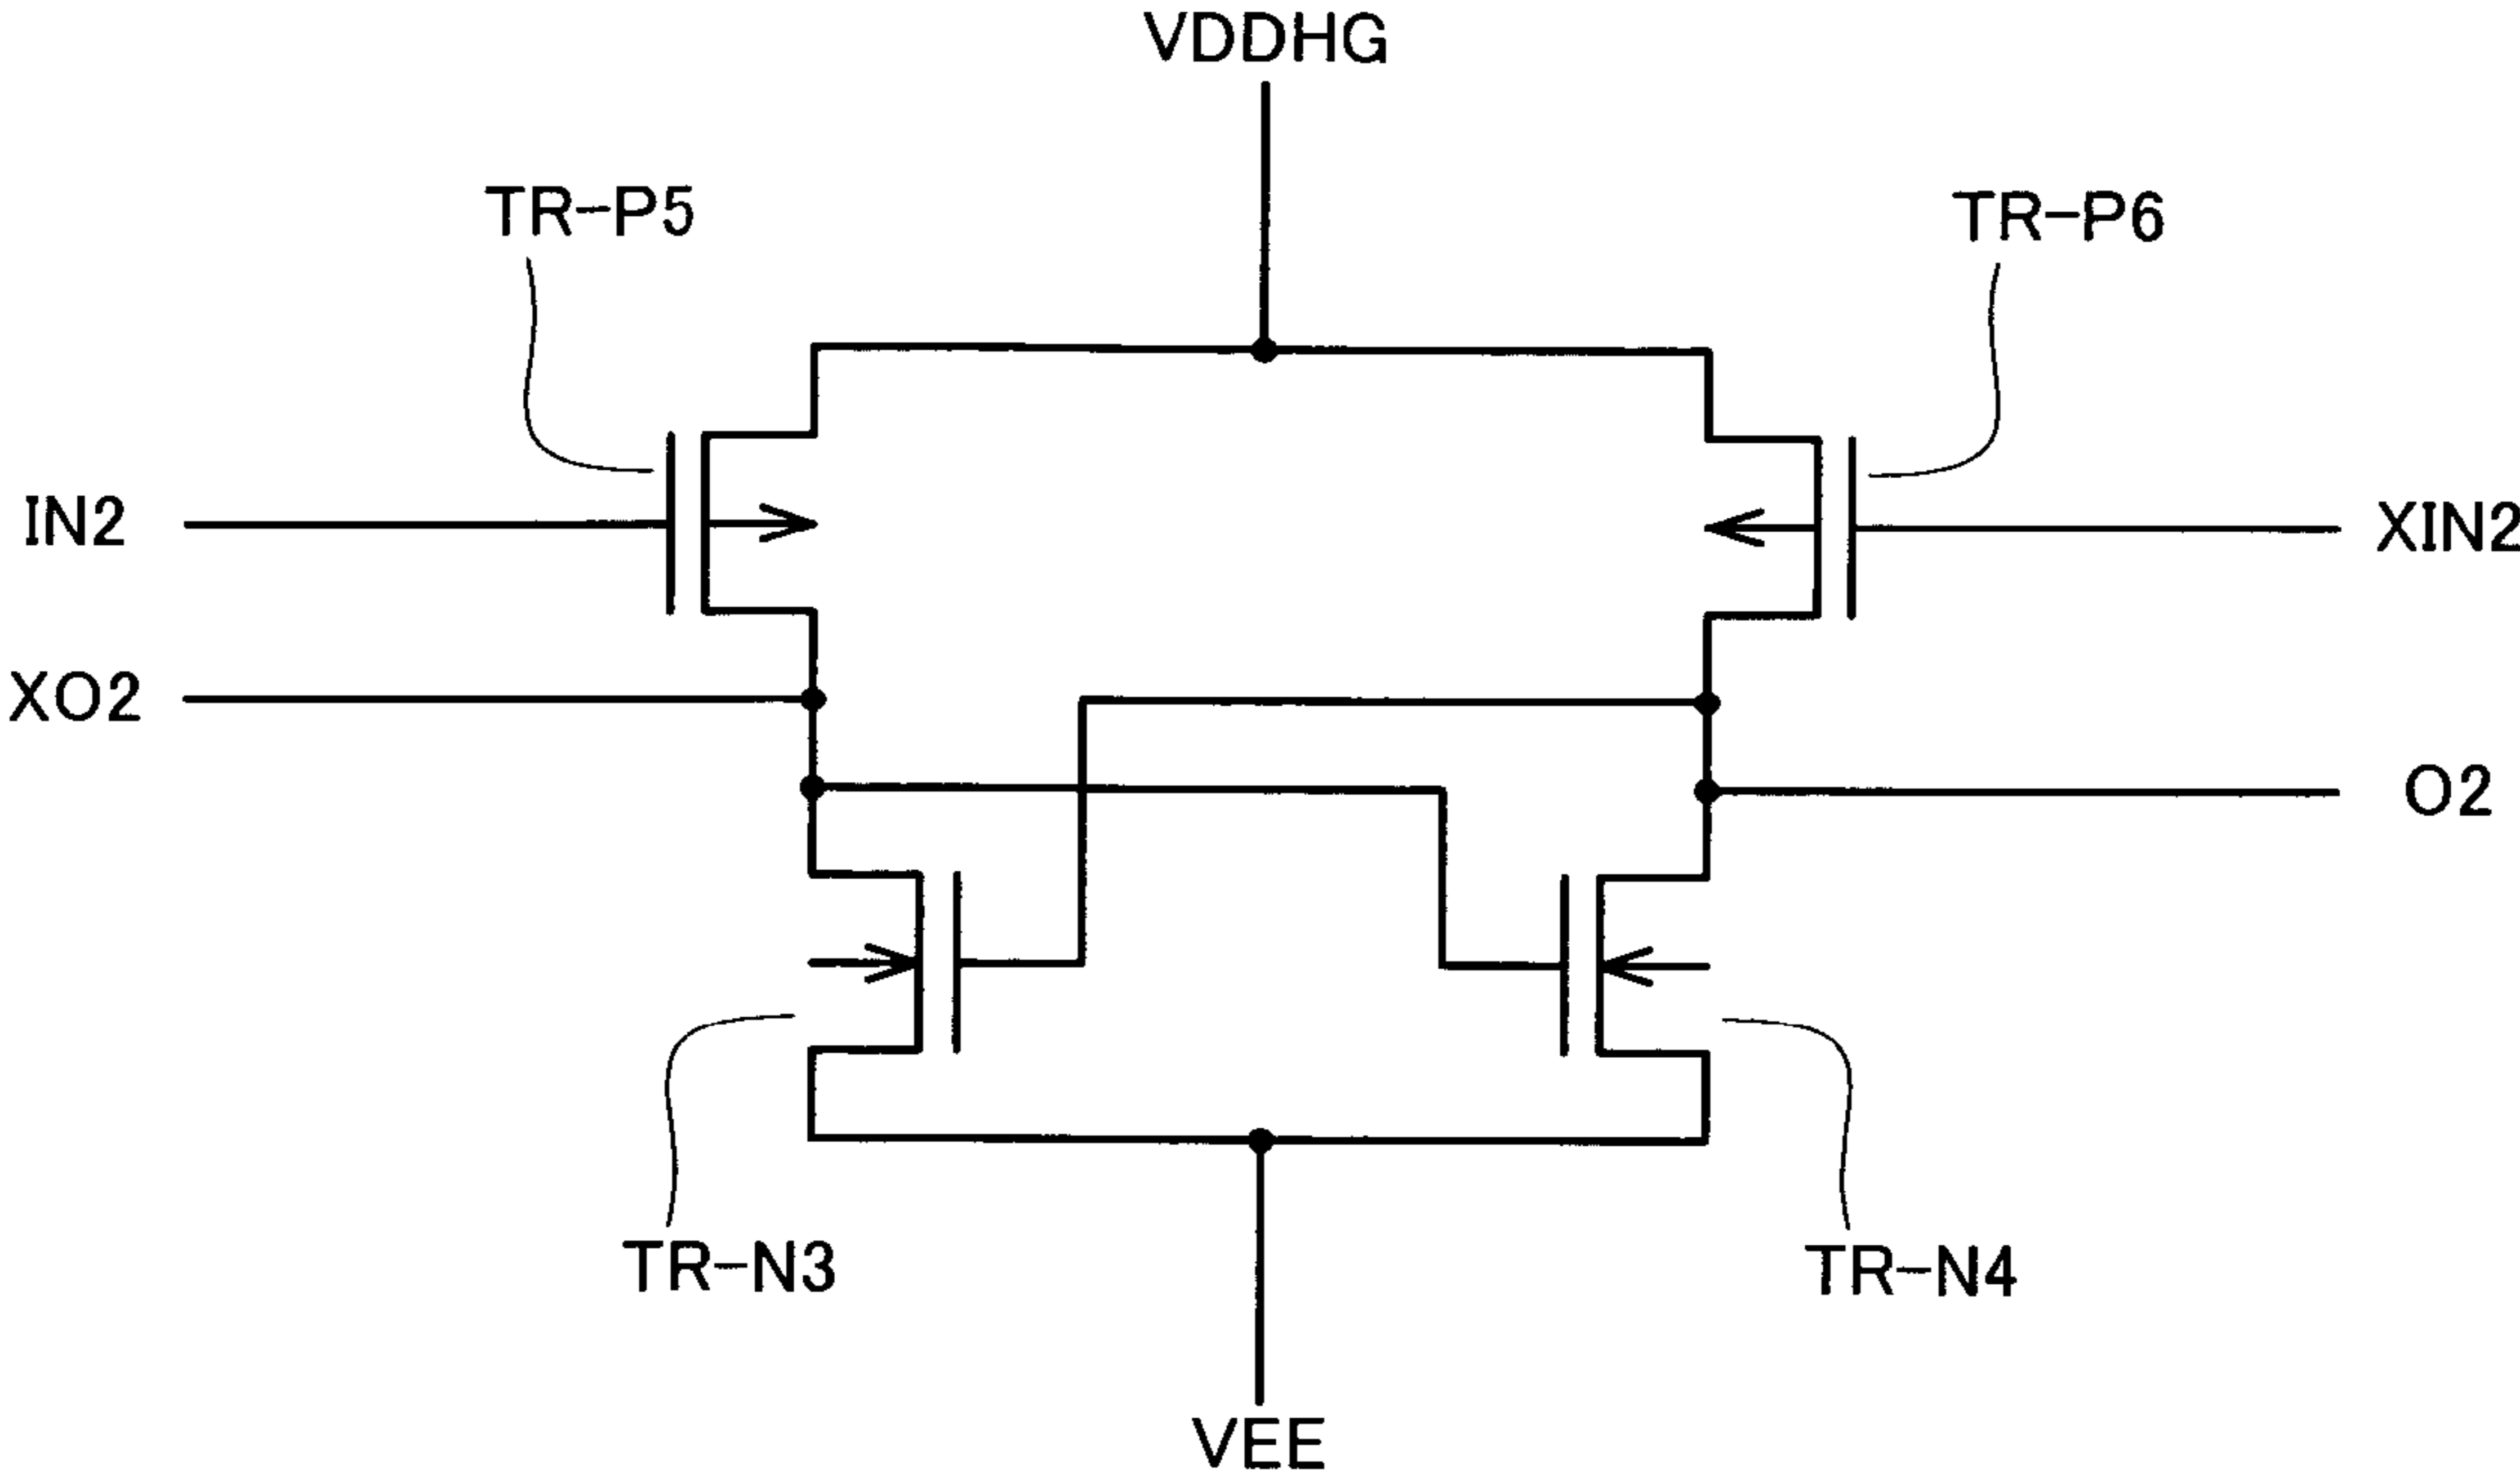 VDDHG
TR-P5
TR-P6
IN2
XIN2
XO2
O2
TR-N3
TR-N4
VEE